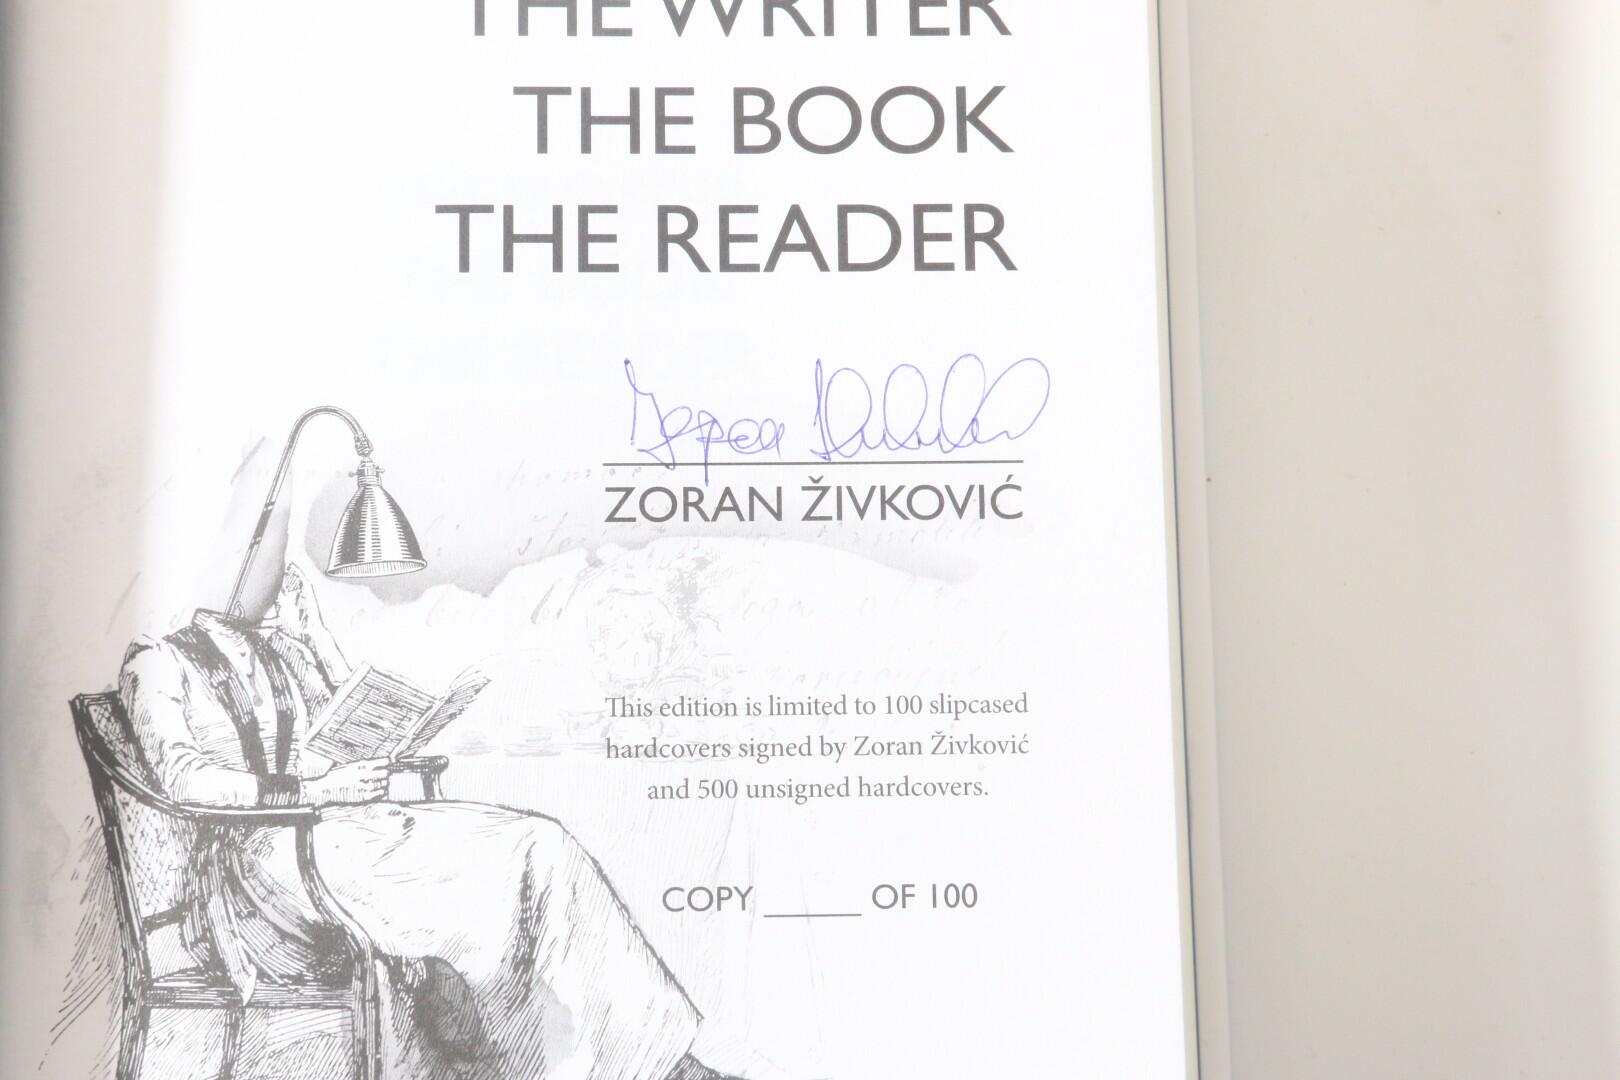 THE WRITER
THE BOOK
THE READER
ZORAN ŽIVKOVIĆ
This edition is limited to 100 slipcased
hardcovers signed by Zoran Živković
and 500 unsigned hardcovers.
COPY _____ OF 100